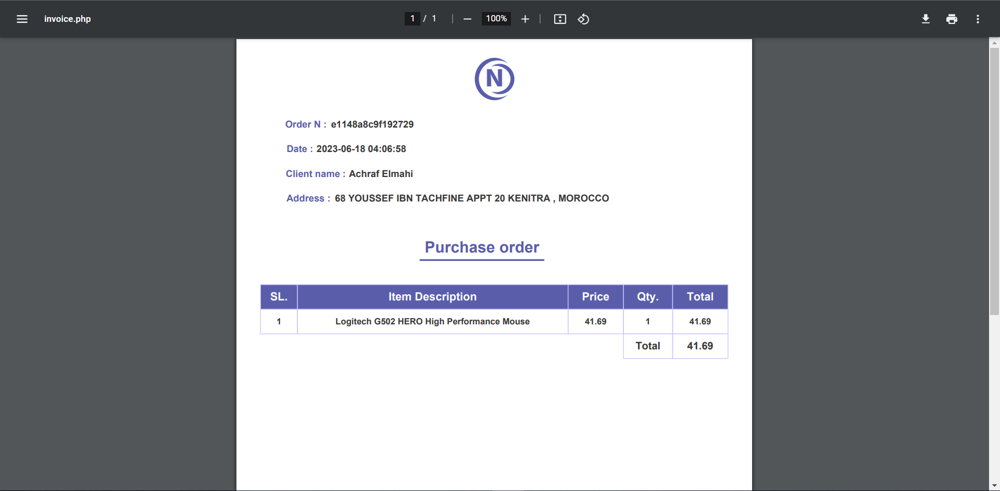 invoice.php
1 / 1
100%
N
Order N : e1148a8c9f192729
Date : 2023-06-18 04:06:58
Client name : Achraf Elmahi
Address : 68 YOUSSEF IBN TACHFINE APPT 20 KENITRA , MOROCCO
Purchase order
SL. Item Description Price Qty. Total
1 Logitech G502 HERO High Performance Mouse 41.69 1 41.69
Total 41.69